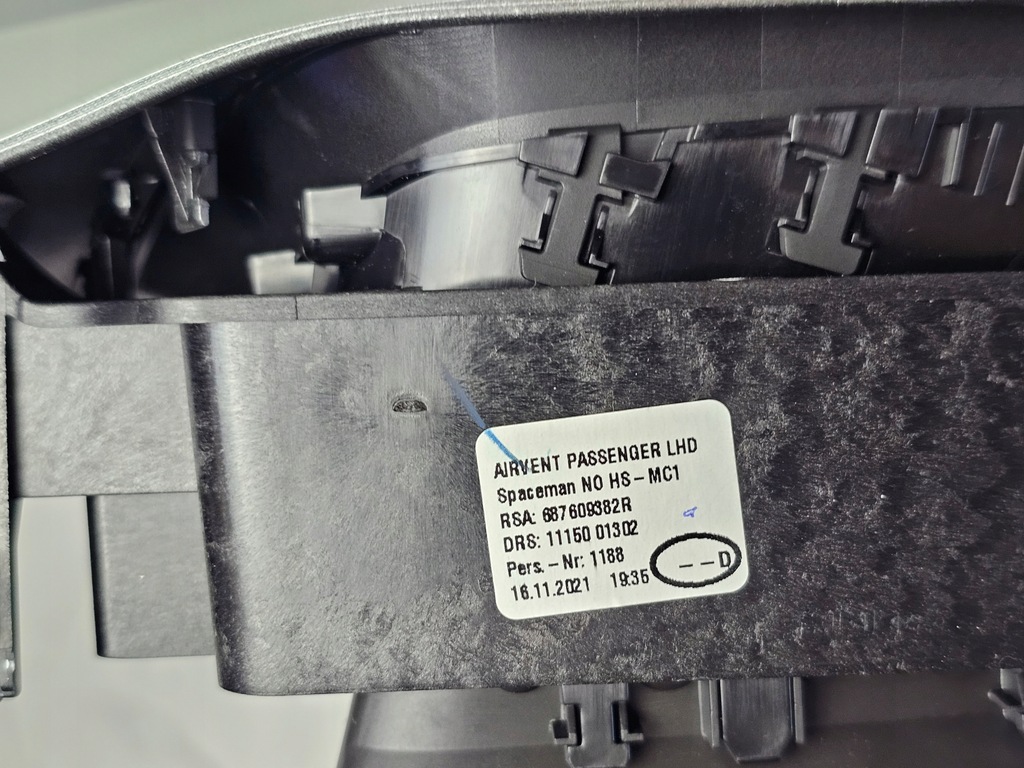 AIRVENT PASSENGER LHD
Spaceman NO HS-MC1
RSA: 687609382R
DRS: 11150 01302
Pers.-Nr: 1188
16.11.2021 19:35 --D